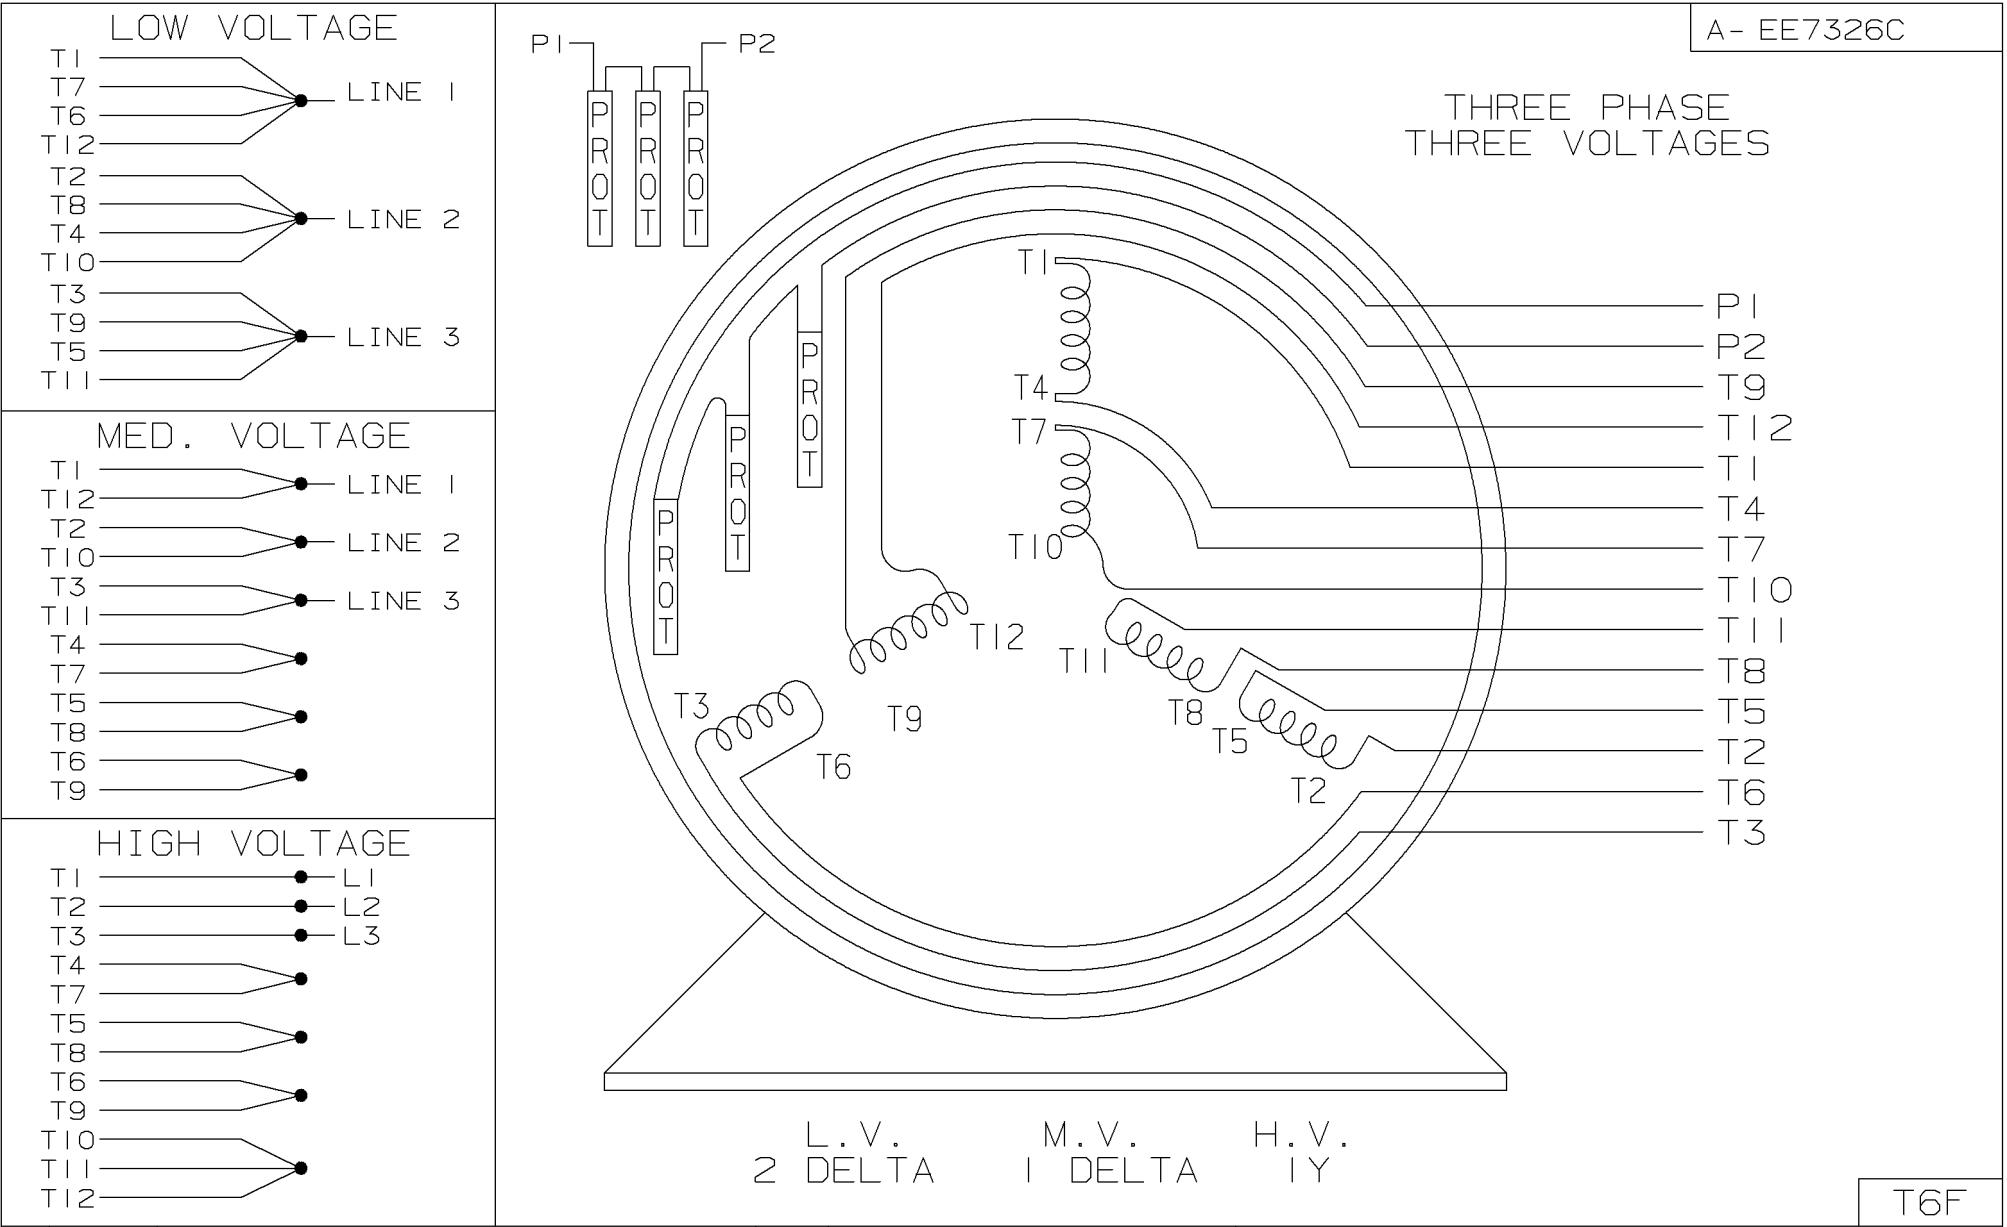 LOW VOLTAGE
T1
T7
T6
T12
LINE 1
T2
T8
T4
T10
LINE 2
T3
T9
T5
T11
LINE 3
MED. VOLTAGE
T1
T12
LINE 1
T2
T10
LINE 2
T3
T11
LINE 3
T4
T7
T5
T8
T6
T9
HIGH VOLTAGE
T1 L1
T2 L2
T3 L3
T4
T7
T5
T8
T6
T9
T10
T11
T12
P1 P2
PROT
PROT
PROT
A- EE7326C
THREE PHASE
THREE VOLTAGES
PROT
PROT
PROT
T1
T4
T7
T10
T12
T9
T3
T6
T11
T8
T5
T2
P1
P2
T9
T12
T1
T4
T7
T10
T11
T8
T5
T2
T6
T3
L.V. M.V. H.V.
2 DELTA 1 DELTA 1Y
T6F